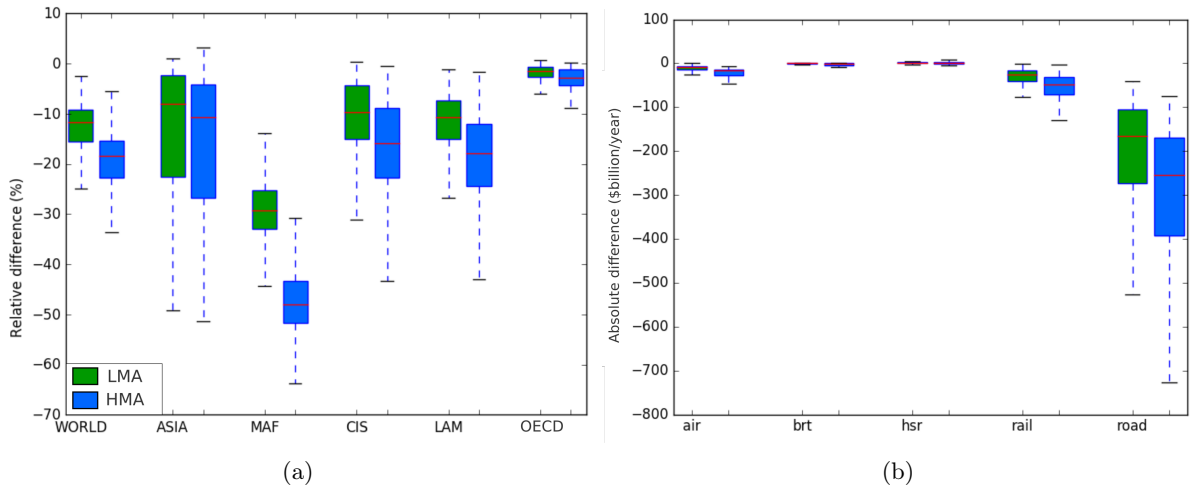 Relative difference (%)
10
0
−10
−20
−30
−40
−50
−60
−70
LMA
HMA
WORLD ASIA MAF CIS LAM OECD
(a)
Absolute difference ($billion/year)
100
0
−100
−200
−300
−400
−500
−600
−700
−800
air brt hsr rail road
(b)